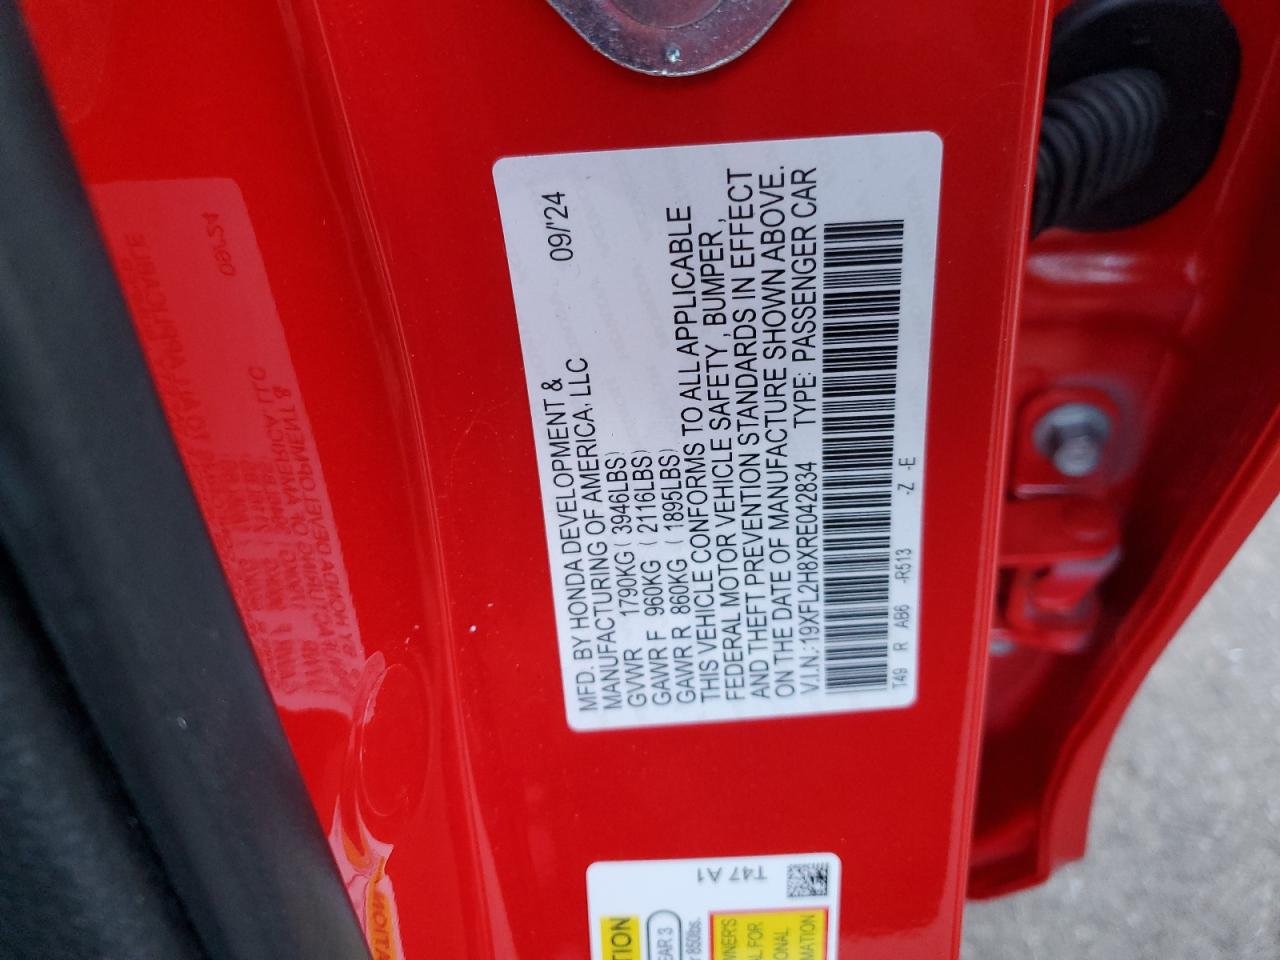 09/'24
MFD. BY HONDA DEVELOPMENT &
MANUFACTURING OF AMERICA, LLC
GVWR 1790KG ( 3946LBS)
GAWR F 960KG ( 2116LBS)
GAWR R 860KG ( 1895LBS)
THIS VEHICLE CONFORMS TO ALL APPLICABLE
FEDERAL MOTOR VEHICLE SAFETY , BUMPER ,
AND THEFT PREVENTION STANDARDS IN EFFECT
ON THE DATE OF MANUFACTURE SHOWN ABOVE.
V.I.N.:19XFL2H8XRE042834 TYPE: PASSENGER CAR
T49 R AB6 -R513 -Z -E
T47 A1